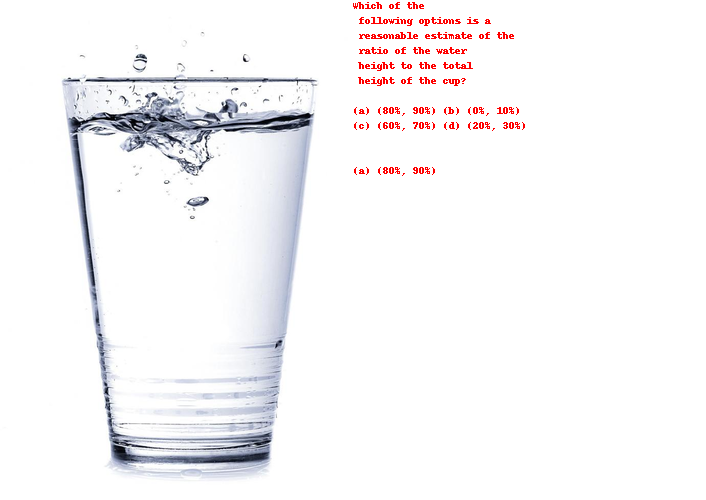 Which of the
following options is a
reasonable estimate of the
ratio of the water
height to the total
height of the cup?
(a) (80%, 90%) (b) (0%, 10%)
(c) (60%, 70%) (d) (20%, 30%)
(a) (80%, 90%)